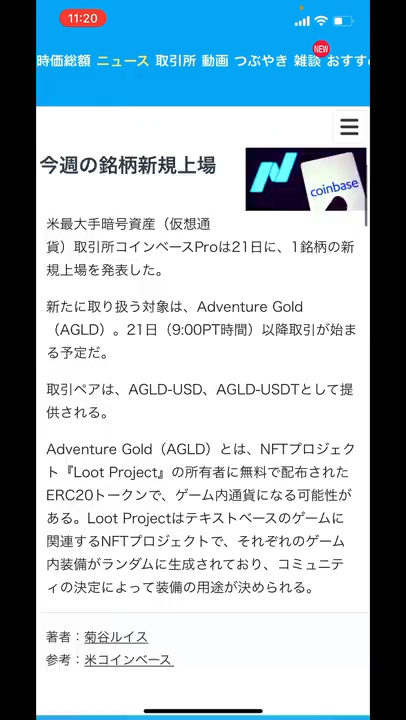 11:20
NEW
時価総額 ニュース 取引所 動画 つぶやき 雑談 おすす
今週の銘柄新規上場
coinbase
米最大手暗号資産（仮想通
貨）取引所コインベースProは21日に、1銘柄の新
規上場を発表した。
新たに取り扱う対象は、Adventure Gold
（AGLD）。21日（9:00PT時間）以降取引が始ま
る予定だ。
取引ペアは、AGLD-USD、AGLD-USDTとして提
供される。
Adventure Gold（AGLD）とは、NFTプロジェク
ト『Loot Project』の所有者に無料で配布された
ERC20トークンで、ゲーム内通貨になる可能性が
ある。Loot Projectはテキストベースのゲームに
関連するNFTプロジェクトで、それぞれのゲーム
内装備がランダムに生成されており、コミュニテ
ィの決定によって装備の用途が決められる。
著者：菊谷ルイス
参考：米コインベース